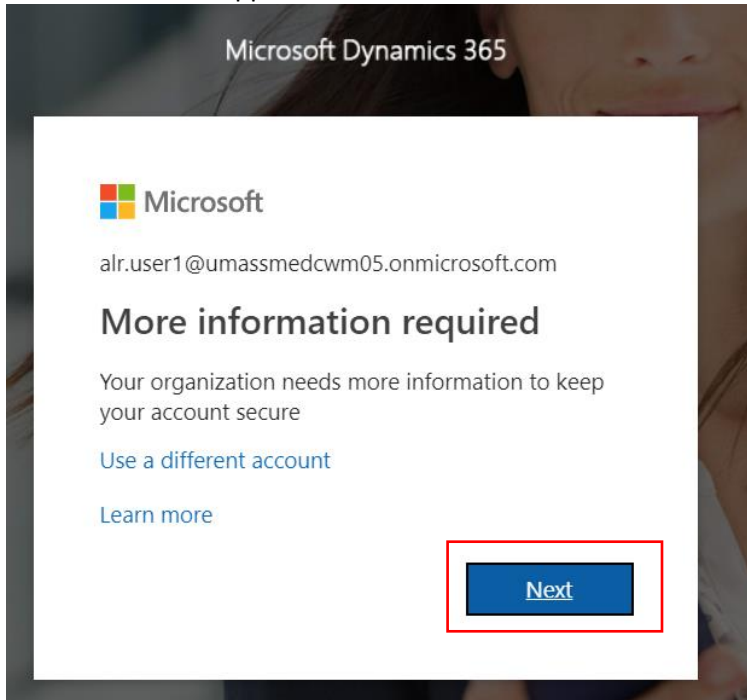 Microsoft Dynamics 365
Microsoft
alr.user1@umassmedcwm05.onmicrosoft.com
More information required
Your organization needs more information to keep
your account secure
Use a different account
Learn more
Next